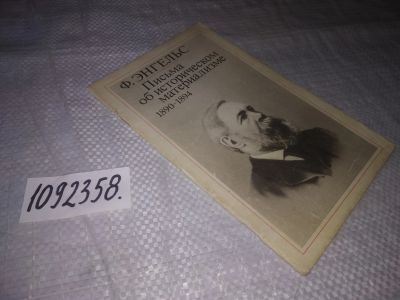 Ф. ЭНГЕЛЬС
Письма
об историческом
материализме
1890-1894
1092358.